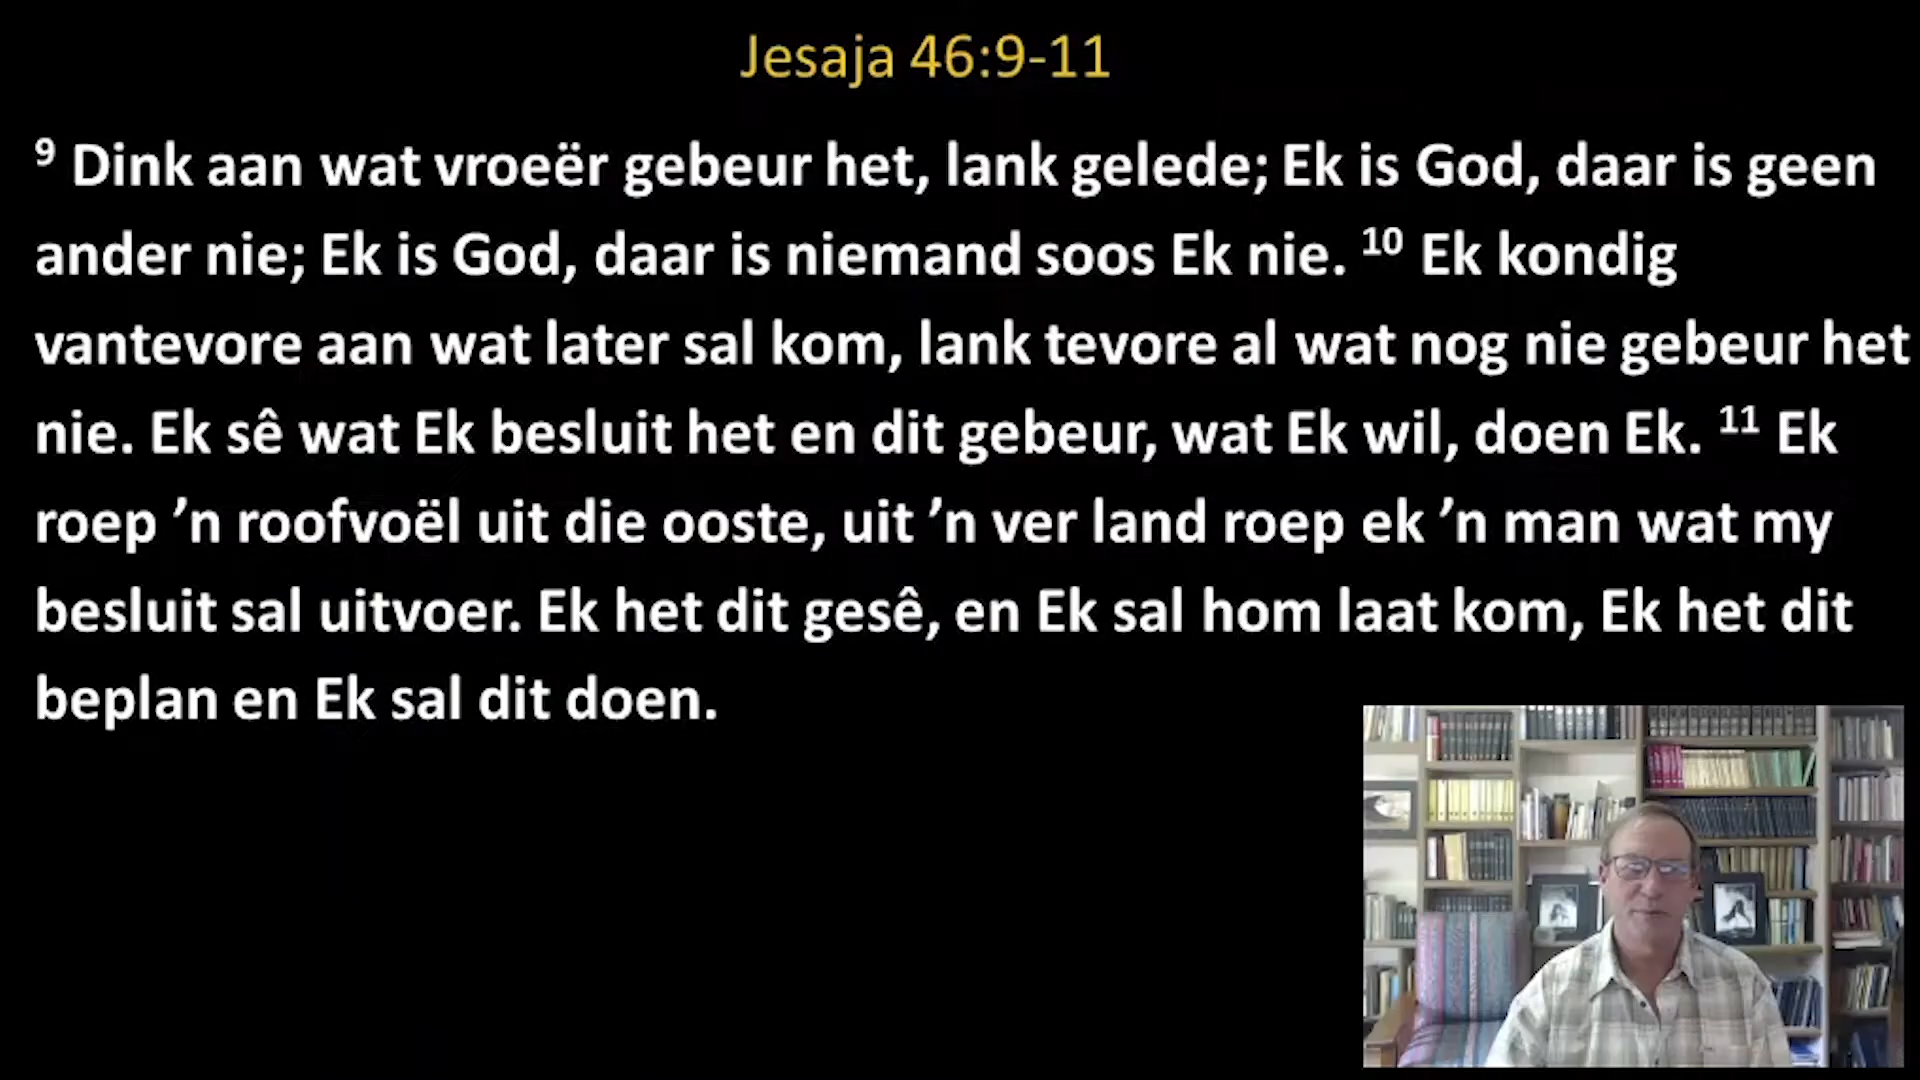 Jesaja 46:9-11
⁹ Dink aan wat vroeër gebeur het, lank gelede; Ek is God, daar is geen
ander nie; Ek is God, daar is niemand soos Ek nie. ¹⁰ Ek kondig
vantevore aan wat later sal kom, lank tevore al wat nog nie gebeur het
nie. Ek sê wat Ek besluit het en dit gebeur, wat Ek wil, doen Ek. ¹¹ Ek
roep ’n roofvoël uit die ooste, uit ’n ver land roep ek ’n man wat my
besluit sal uitvoer. Ek het dit gesê, en Ek sal hom laat kom, Ek het dit
beplan en Ek sal dit doen.